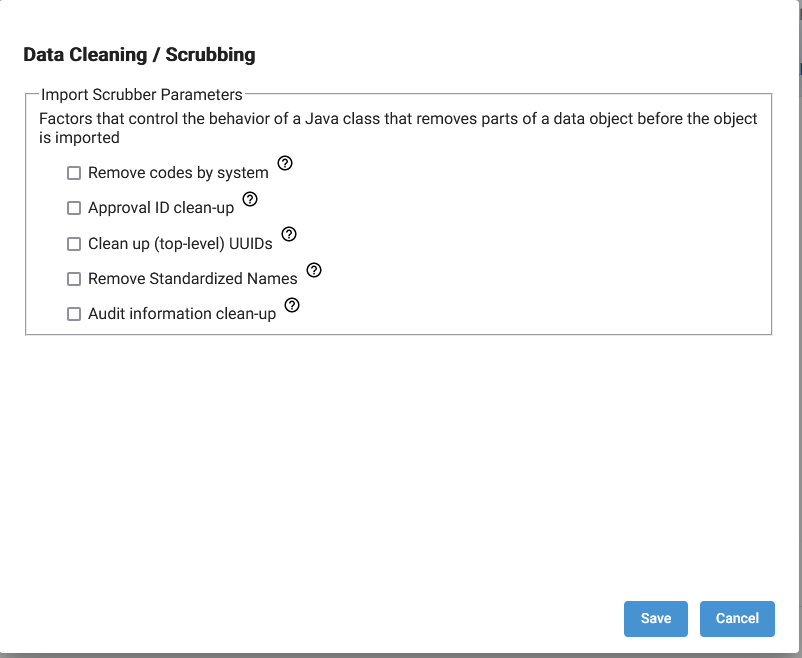 Data Cleaning / Scrubbing
Import Scrubber Parameters
Factors that control the behavior of a Java class that removes parts of a data object before the object
is imported
Remove codes by system
Approval ID clean-up
Clean up (top-level) UUIDs
Remove Standardized Names
Audit information clean-up
Save Cancel